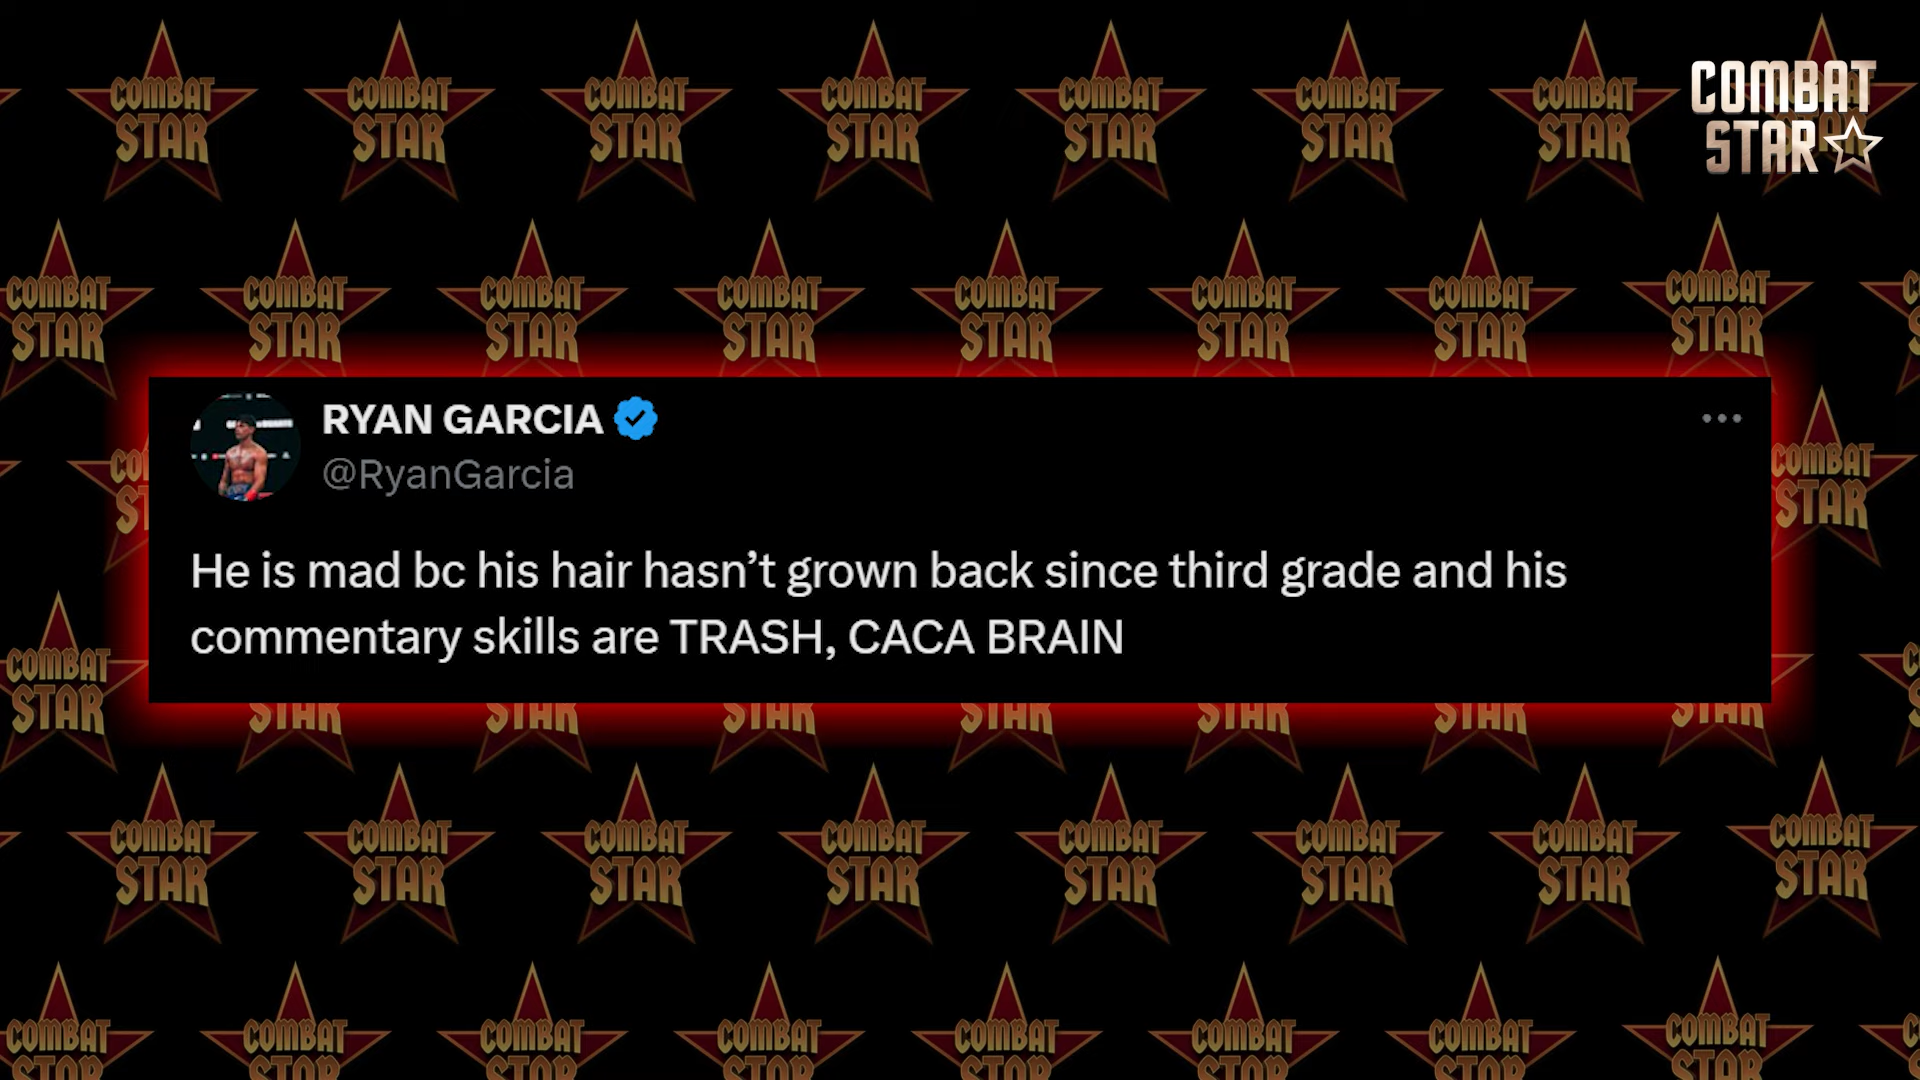 COMBAT
STAR
RYAN GARCIA
@RyanGarcia
He is mad bc his hair hasn’t grown back since third grade and his
commentary skills are TRASH, CACA BRAIN